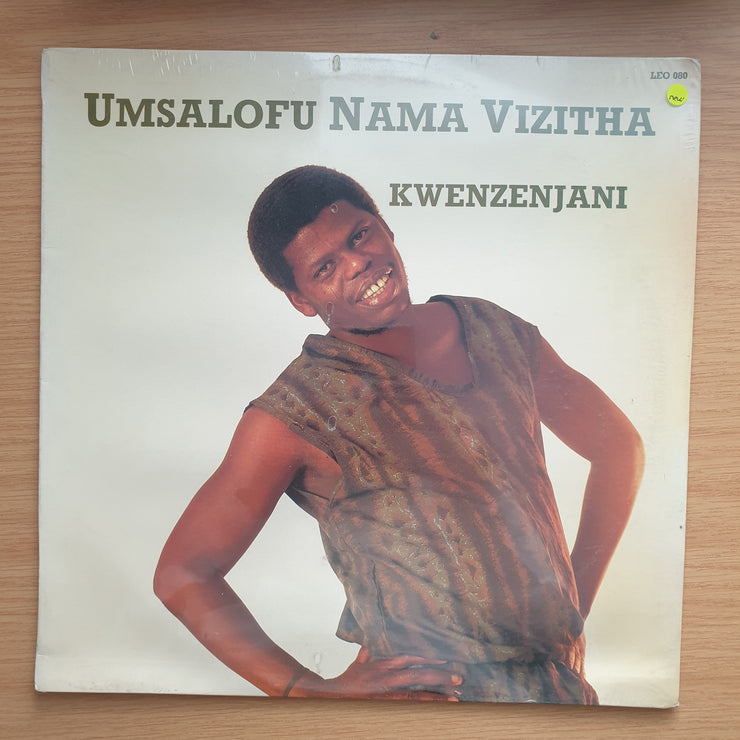 LEO 080
new
UMSALOFU NAMA VIZITHA
KWENZENJANI